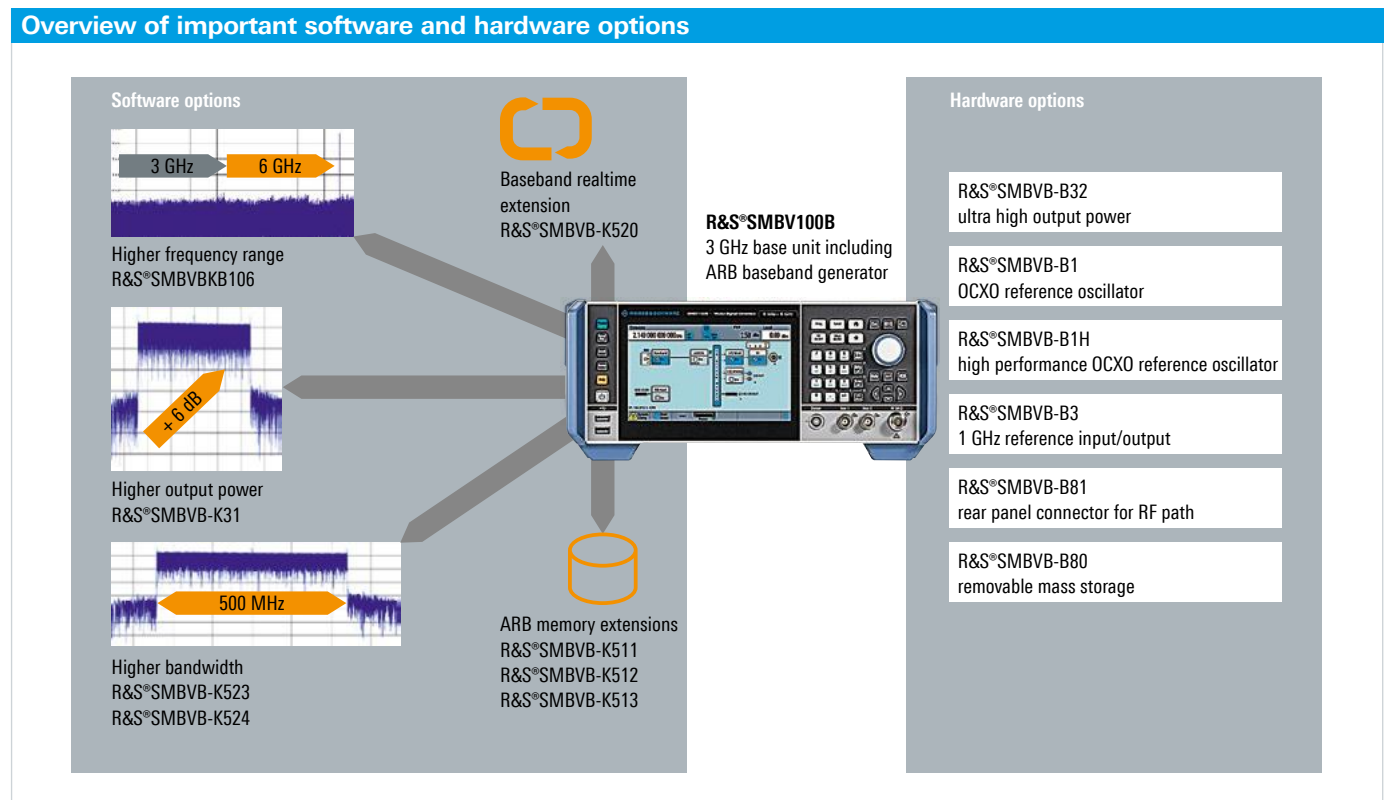 Overview of important software and hardware options
Software options
3 GHz
6 GHz
Higher frequency range
R&S®SMBVBKB106
+ 6 dB
Higher output power
R&S®SMBVB-K31
500 MHz
Higher bandwidth
R&S®SMBVB-K523
R&S®SMBVB-K524
Baseband realtime
extension
R&S®SMBVB-K520
ARB memory extensions
R&S®SMBVB-K511
R&S®SMBVB-K512
R&S®SMBVB-K513
R&S®SMBV100B
3 GHz base unit including
ARB baseband generator
Hardware options
R&S®SMBVB-B32
ultra high output power
R&S®SMBVB-B1
OCXO reference oscillator
R&S®SMBVB-B1H
high performance OCXO reference oscillator
R&S®SMBVB-B3
1 GHz reference input/output
R&S®SMBVB-B81
rear panel connector for RF path
R&S®SMBVB-B80
removable mass storage